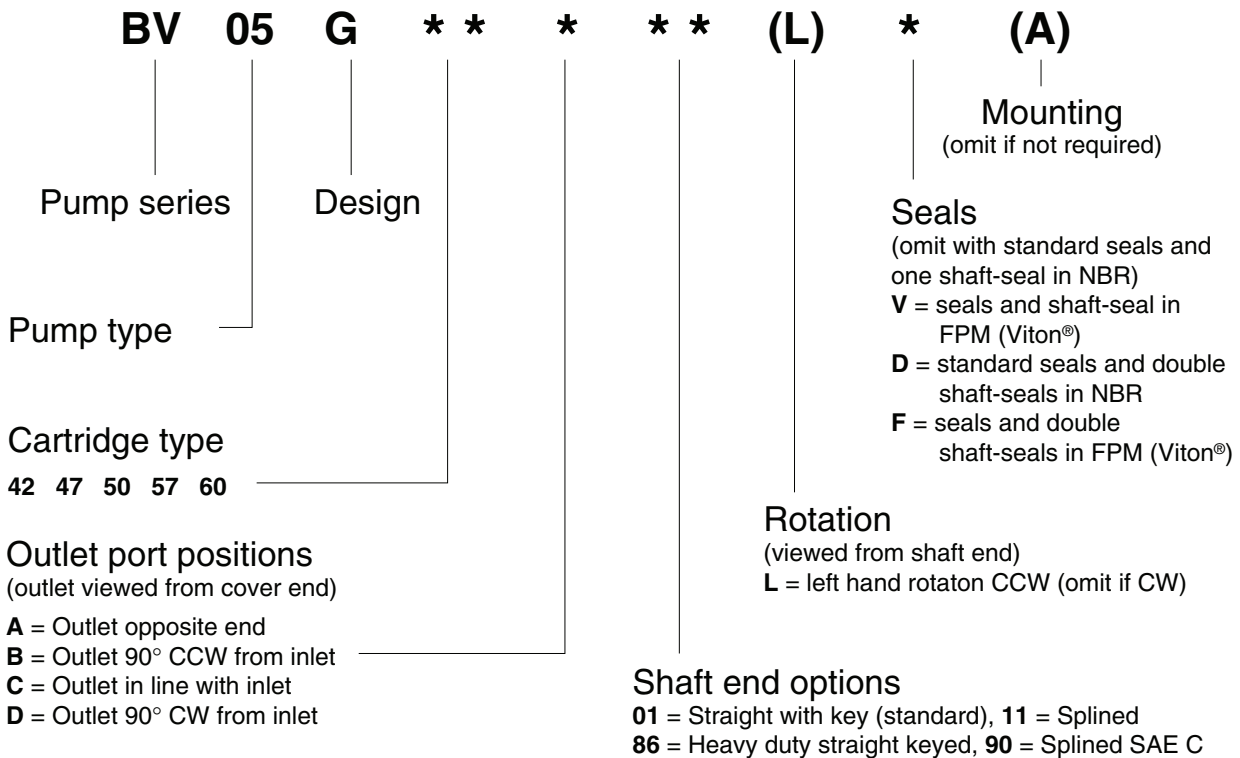 BV 05 G * * * * * (L) * (A)
Mounting
(omit if not required)
Pump series
Design
Seals
(omit with standard seals and
one shaft-seal in NBR)
V = seals and shaft-seal in
FPM (Viton®)
D = standard seals and double
shaft-seals in NBR
F = seals and double
shaft-seals in FPM (Viton®)
Pump type
Cartridge type
42 47 50 57 60
Rotation
(viewed from shaft end)
L = left hand rotaton CCW (omit if CW)
Outlet port positions
(outlet viewed from cover end)
A = Outlet opposite end
B = Outlet 90° CCW from inlet
C = Outlet in line with inlet
D = Outlet 90° CW from inlet
Shaft end options
01 = Straight with key (standard), 11 = Splined
86 = Heavy duty straight keyed, 90 = Splined SAE C